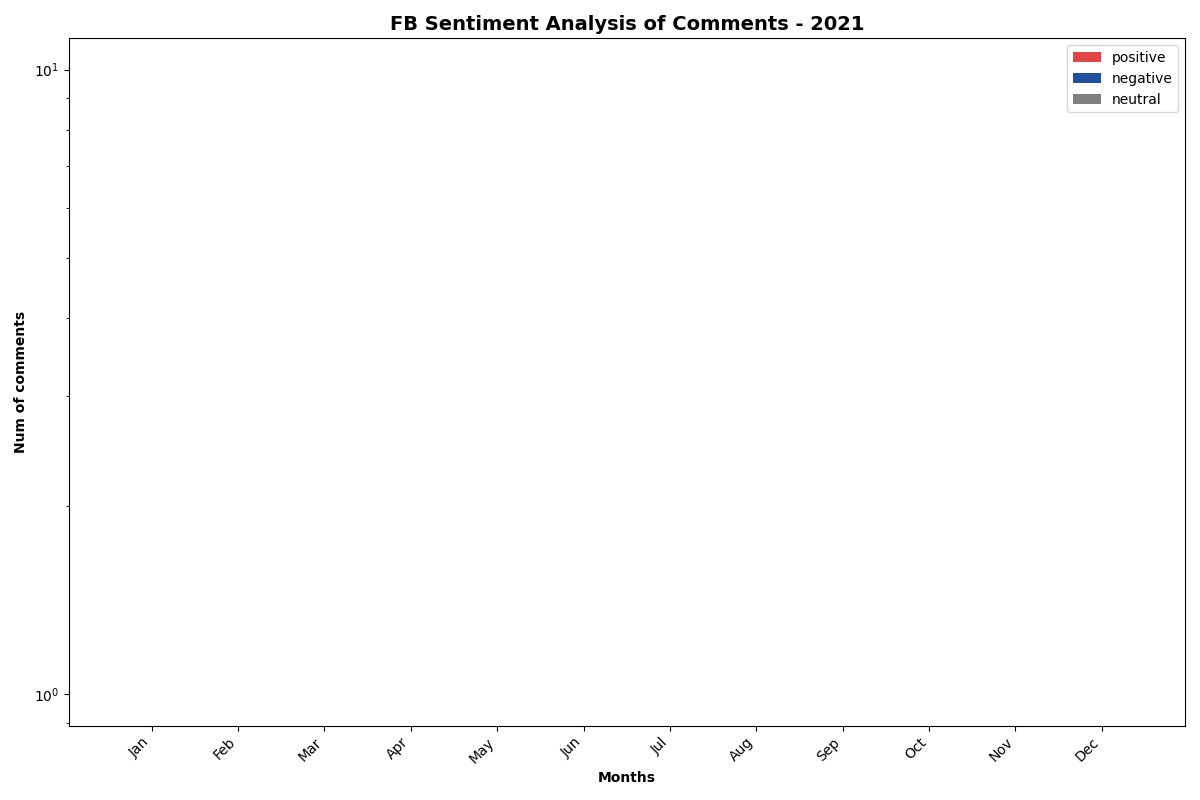 FB Sentiment Analysis of Comments - 2021
positive
negative
neutral
10¹
10⁰
Num of comments
Jan
Feb
Mar
Apr
May
Jun
Jul
Aug
Sep
Oct
Nov
Dec
Months